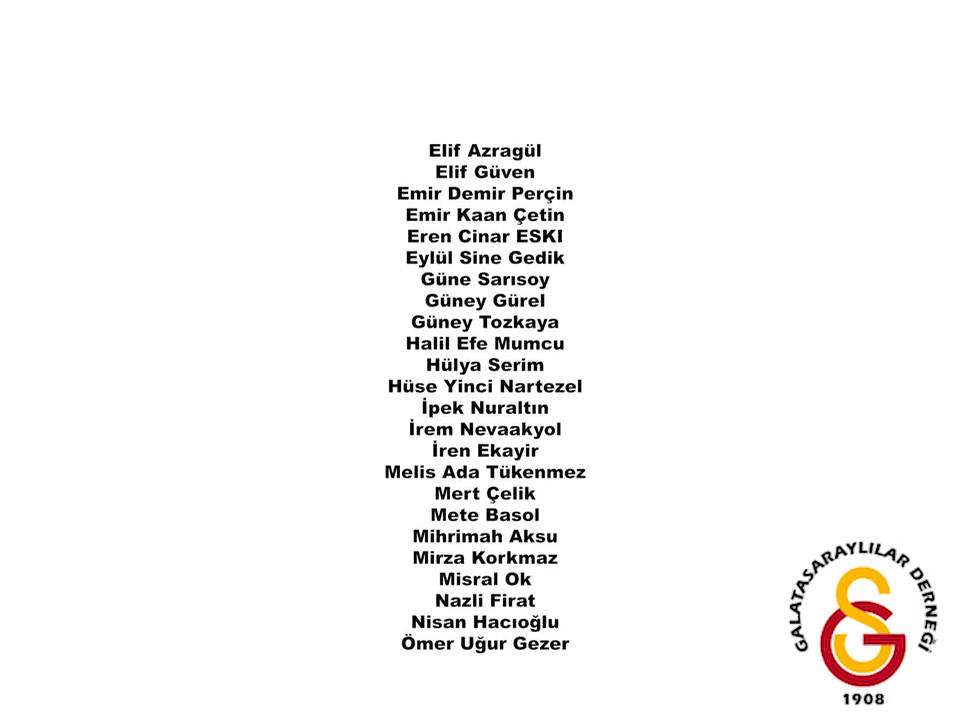 Elif Azragül
Elif Güven
Emir Demir Perçin
Emir Kaan Çetin
Eren Cinar ESKI
Eylül Sine Gedik
Güne Sarısoy
Güney Gürel
Güney Tozkaya
Halil Efe Mumcu
Hülya Serim
Hüse Yinci Nartezel
İpek Nuraltın
İrem Nevaakyol
İren Ekayir
Melis Ada Tükenmez
Mert Çelik
Mete Basol
Mihrimah Aksu
Mirza Korkmaz
Misral Ok
Nazli Firat
Nisan Hacıoğlu
Ömer Uğur Gezer
GALATASARAYLILAR DERNEĞİ
GS
1908